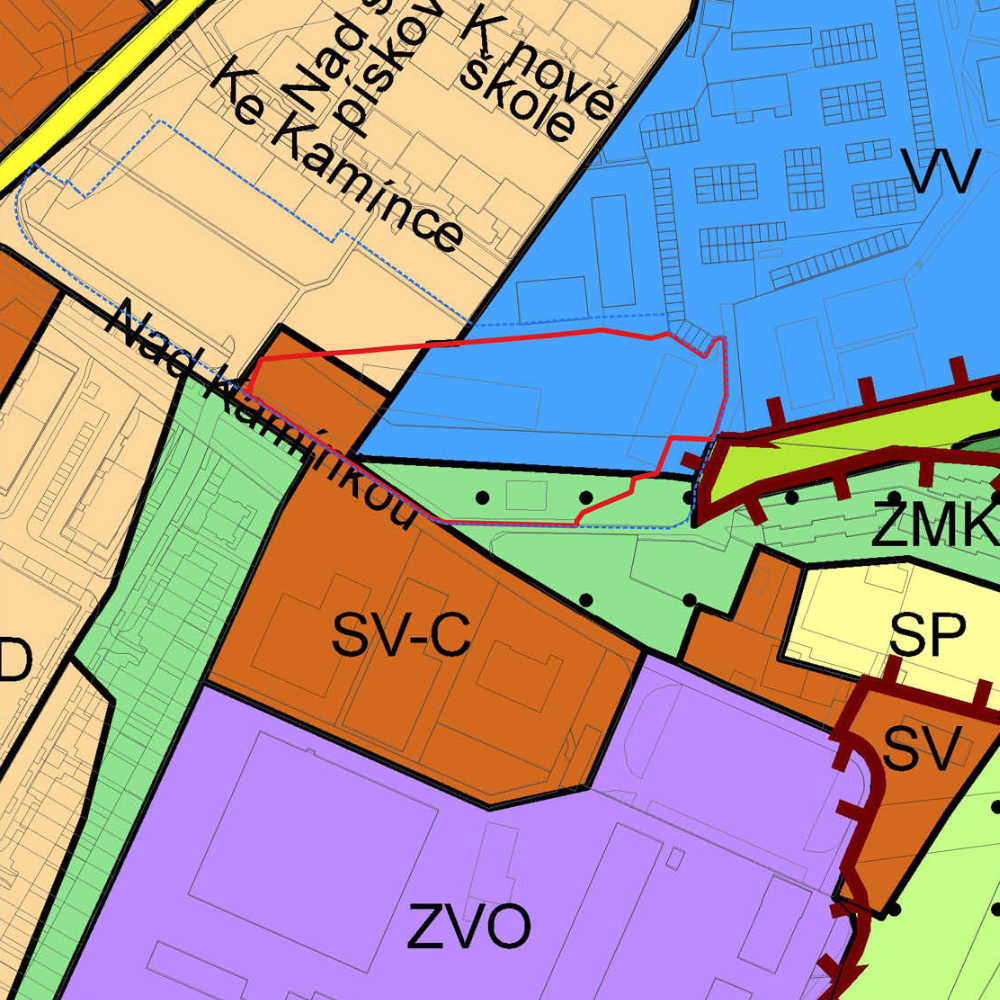 Nad
pískov
K nové
škole
Ke Kamínce
VV
Nad Kamínkou
ZMK
SV-C
SP
D
SV
ZVO